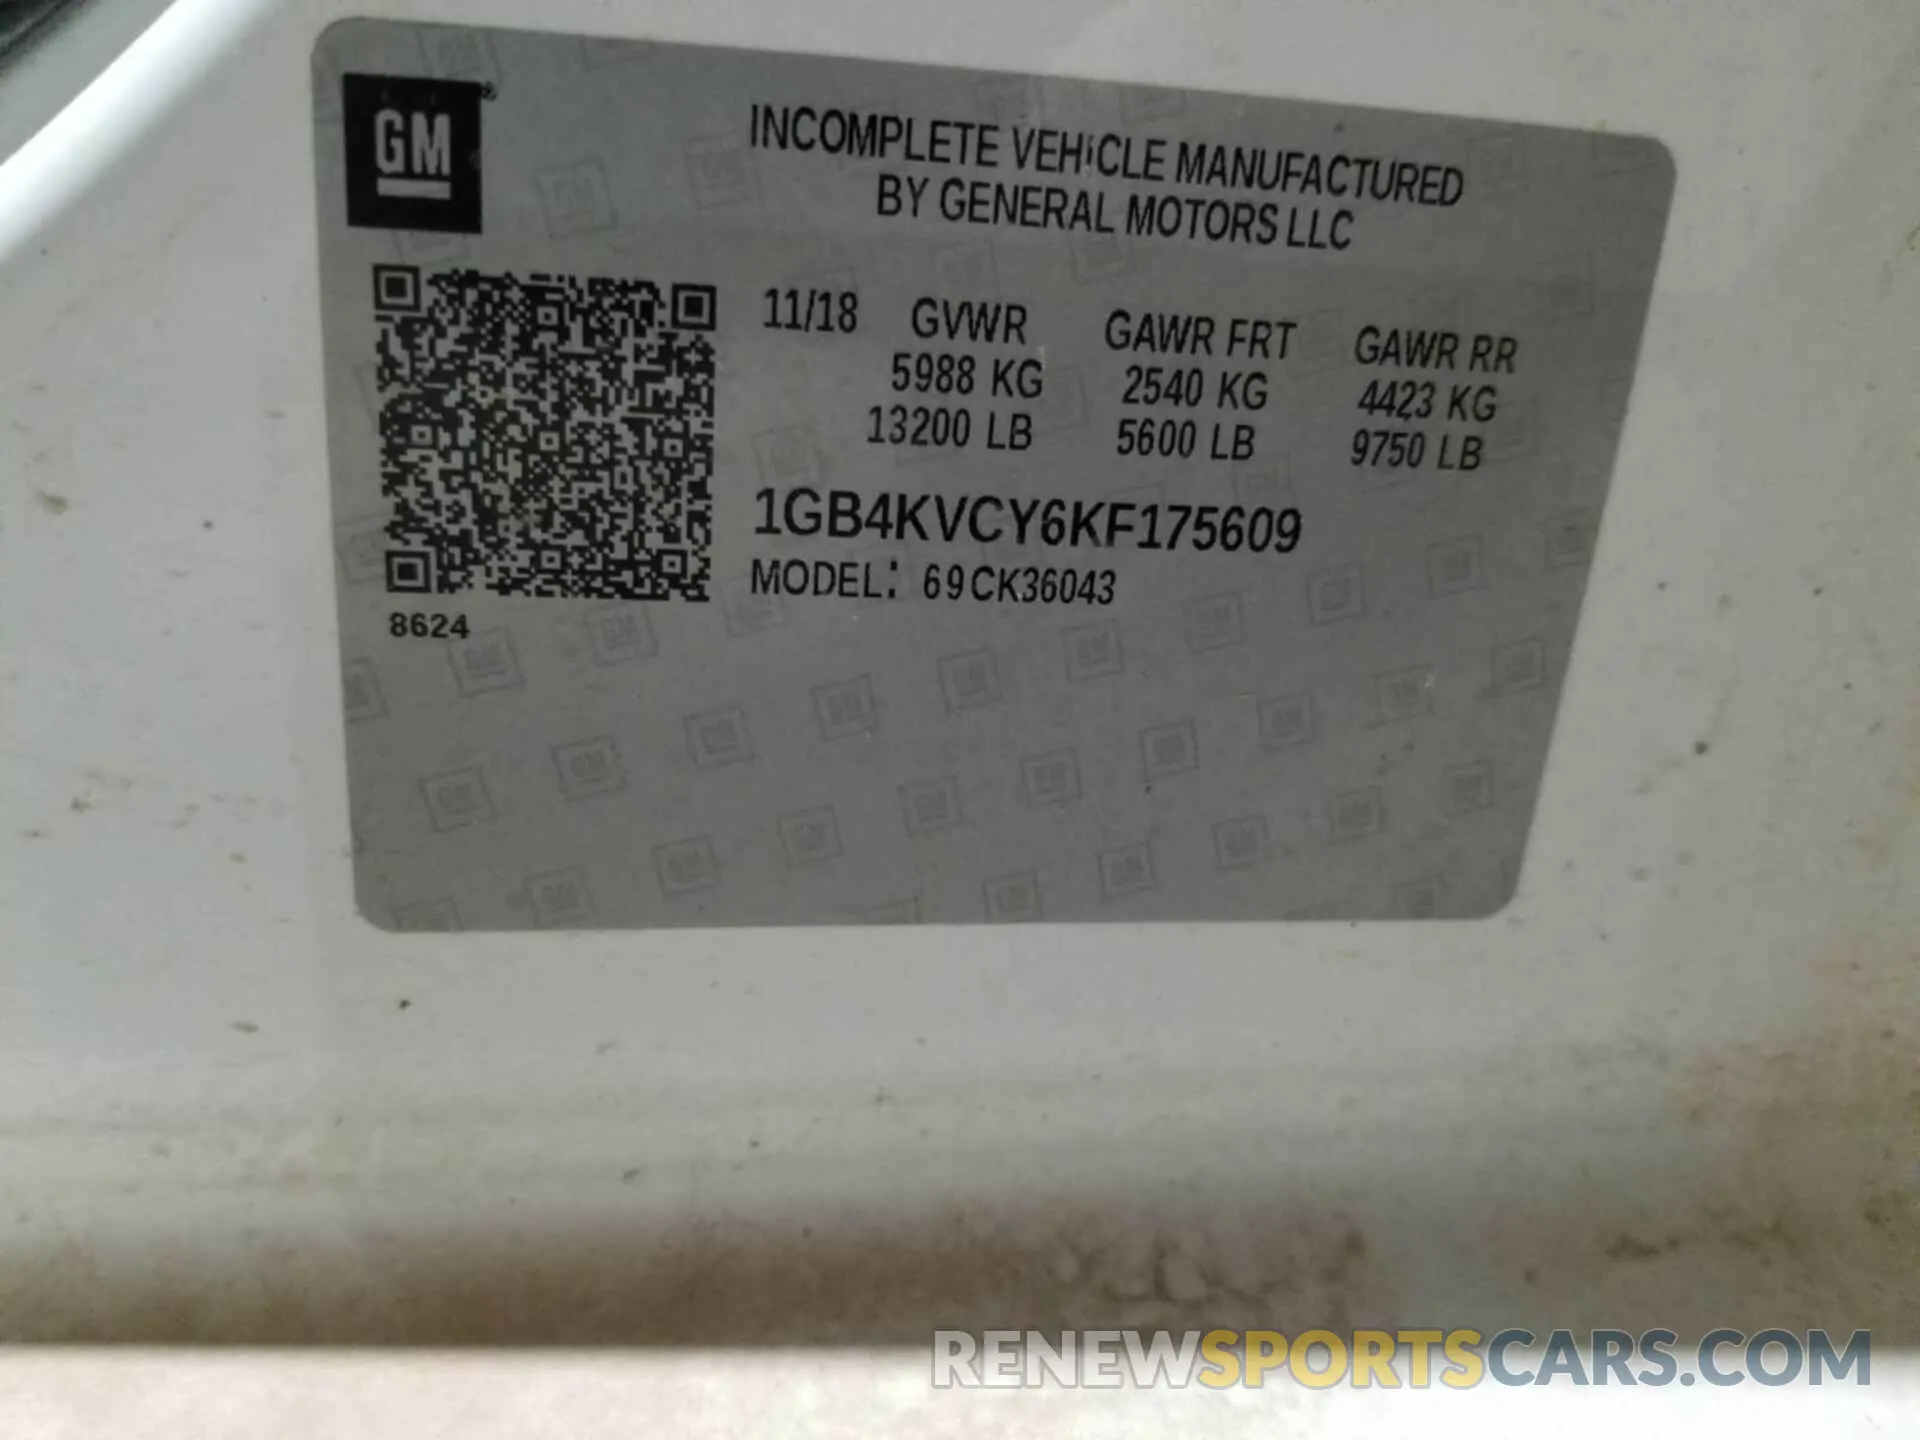 GM®
INCOMPLETE VEHICLE MANUFACTURED
BY GENERAL MOTORS LLC
11/18 GVWR GAWR FRT GAWR RR
5988 KG 2540 KG 4423 KG
13200 LB 5600 LB 9750 LB
1GB4KVCY6KF175609
MODEL: 69CK36043
8624
RENEWSPORTSCARS.COM